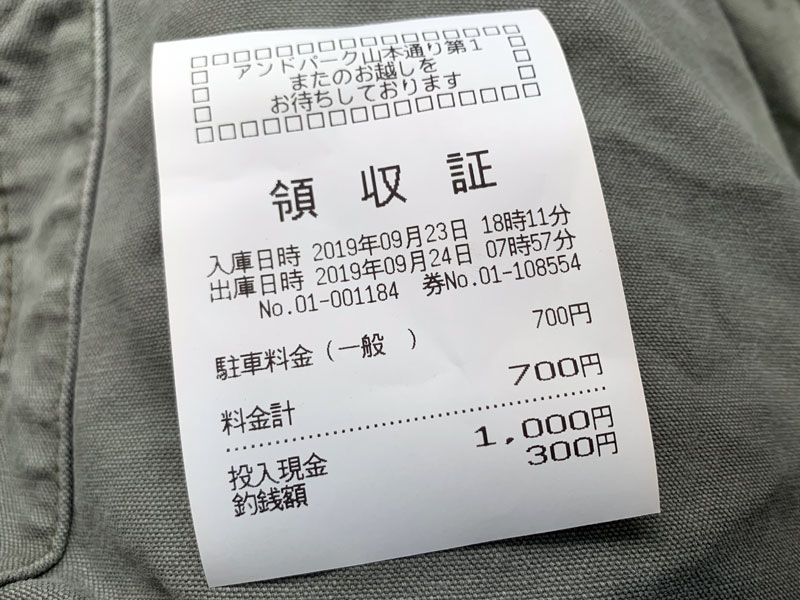 アンドパーク山本通り第1
またのお越しを
お待ちしております
領 収 証
入庫日時 2019年09月23日 18時11分
出庫日時 2019年09月24日 07時57分
No.01-001184 券No.01-108554
駐車料金(一般 ) 700円
料金計 700円
投入現金 1,000円
釣銭額 300円